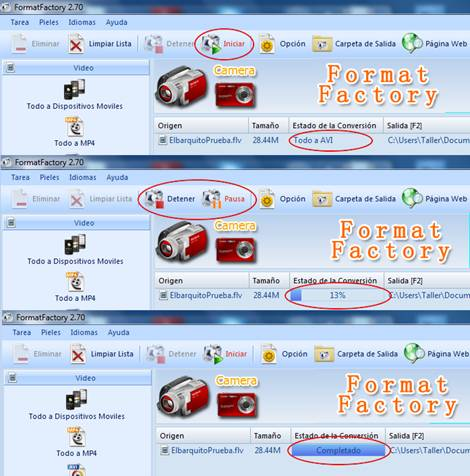 FormatFactory 2.70
Tarea Pieles Idiomas Ayuda
Eliminar Limpiar Lista Detener Iniciar Opción Carpeta de Salida Página Web
Video
Todo a Dispositivos Moviles
Todo a MP4
Camera
Format
Factory
Origen Tamaño Estado de la Conversión Salida [F2]
ElbarquitoPrueba.flv 28.44M Todo a AVI C:\Users\Taller\Docum
FormatFactory 2.70
Tarea Pieles Idiomas Ayuda
Eliminar Limpiar Lista Detener Pausa Opción Carpeta de Salida Página Web
Video
Todo a Dispositivos Moviles
Todo a MP4
Camera
Format
Factory
Origen Tamaño Estado de la Conversión Salida [F2]
ElbarquitoPrueba.flv 28.44M 13% C:\Users\Taller\Docum
FormatFactory 2.70
Tarea Pieles Idiomas Ayuda
Eliminar Limpiar Lista Detener Iniciar Opción Carpeta de Salida Página Web
Video
Todo a Dispositivos Moviles
Todo a MP4
Camera
Format
Factory
Origen Tamaño Estado de la Conversión Salida [F2]
ElbarquitoPrueba.flv 28.44M Completado C:\Users\Taller\Docum